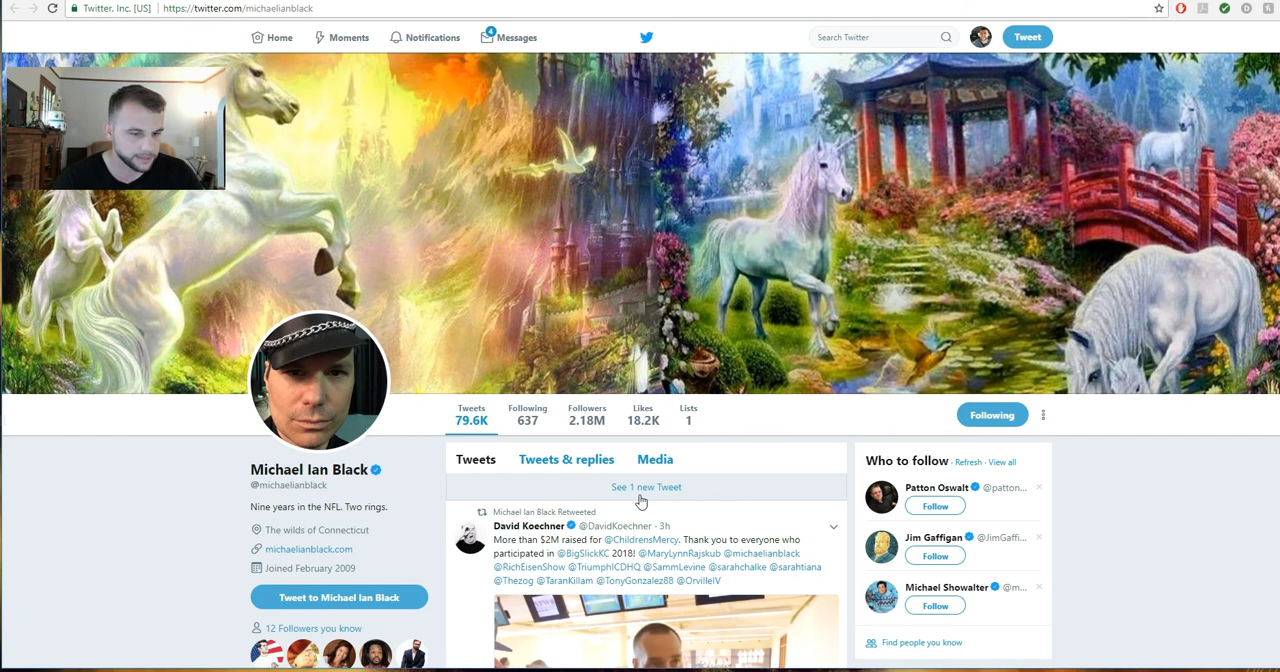 Twitter, Inc. [US] https://twitter.com/michaelianblack
Home Moments Notifications 4 Messages Search Twitter Tweet
Tweets Following Followers Likes Lists
79.6K 637 2.18M 18.2K 1
Following
Michael Ian Black
@michaelianblack
Nine years in the NFL. Two rings.
The wilds of Connecticut
michaelianblack.com
Joined February 2009
Tweet to Michael Ian Black
12 Followers you know
Tweets Tweets & replies Media
See 1 new Tweet
Michael Ian Black Retweeted
David Koechner @DavidKoechner · 3h
More than $2M raised for @ChildrensMercy. Thank you to everyone who
participated in @BigSlickKC 2018! @MaryLynnRajskub @michaelianblack
@RichEisenShow @TriumphICDHQ @SammLevine @sarahchalke @sarahtiana
@Thezog @TaranKillam @TonyGonzalez88 @OrvilleIV
Who to follow · Refresh · View all
Patton Oswalt @patton...
Follow
Jim Gaffigan @JimGaffi...
Follow
Michael Showalter @m...
Follow
Find people you know